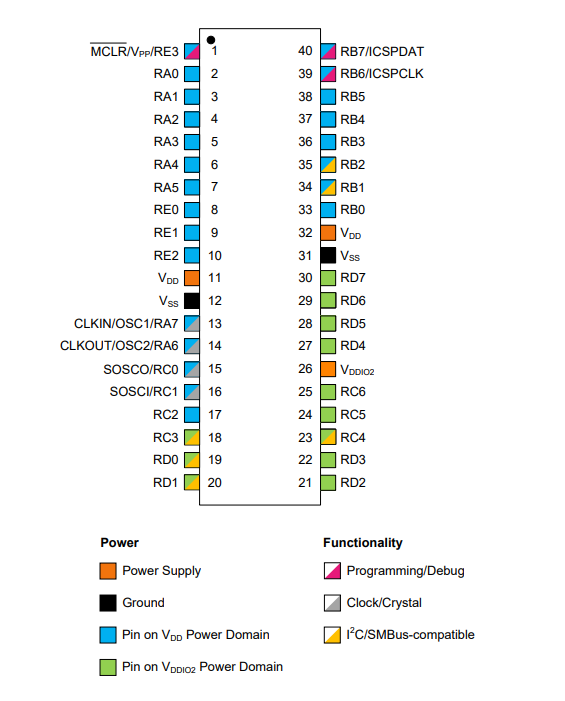 MCLR/VPP/RE3 1 40 RB7/ICSPDAT
RA0 2 39 RB6/ICSPCLK
RA1 3 38 RB5
RA2 4 37 RB4
RA3 5 36 RB3
RA4 6 35 RB2
RA5 7 34 RB1
RE0 8 33 RB0
RE1 9 32 VDD
RE2 10 31 VSS
VDD 11 30 RD7
VSS 12 29 RD6
CLKIN/OSC1/RA7 13 28 RD5
CLKOUT/OSC2/RA6 14 27 RD4
SOSCO/RC0 15 26 VDDIO2
SOSCI/RC1 16 25 RC6
RC2 17 24 RC5
RC3 18 23 RC4
RD0 19 22 RD3
RD1 20 21 RD2
Power
Power Supply
Ground
Pin on VDD Power Domain
Pin on VDDIO2 Power Domain
Functionality
Programming/Debug
Clock/Crystal
I²C/SMBus-compatible